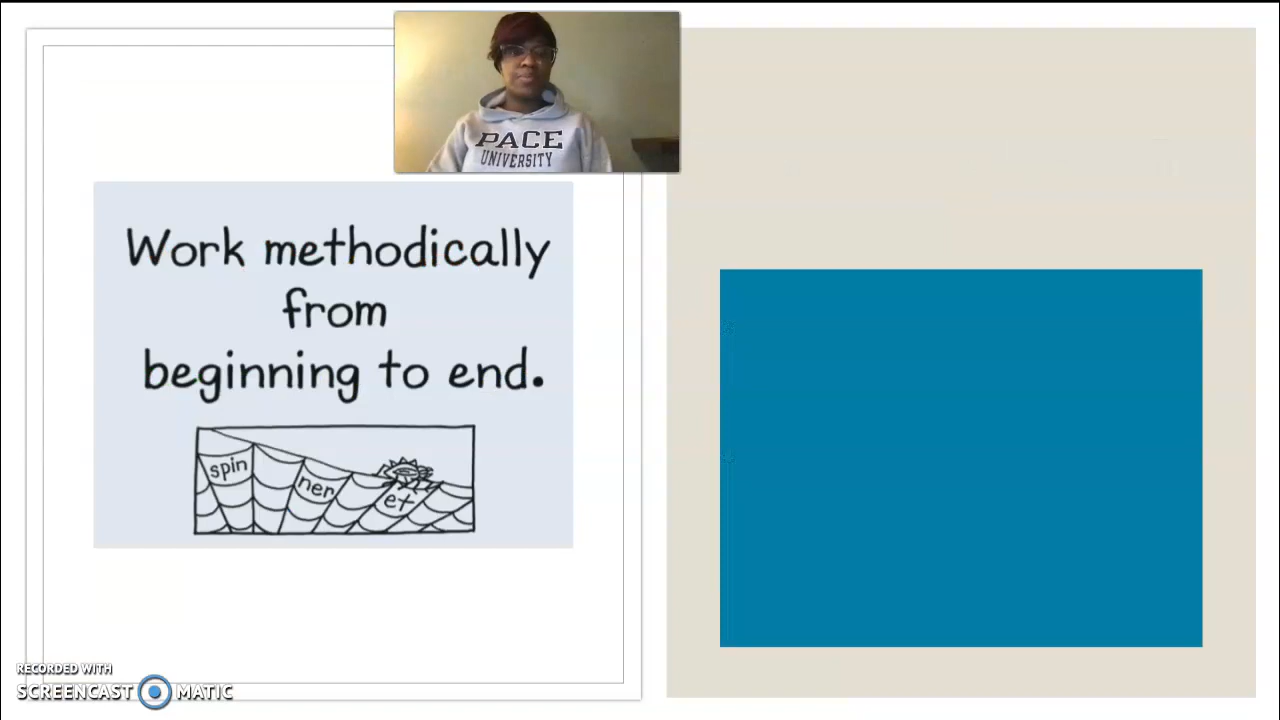 PACE
UNIVERSITY
Work methodically
from
beginning to end.
spin
ner
et
RECORDED WITH
SCREENCAST MATIC